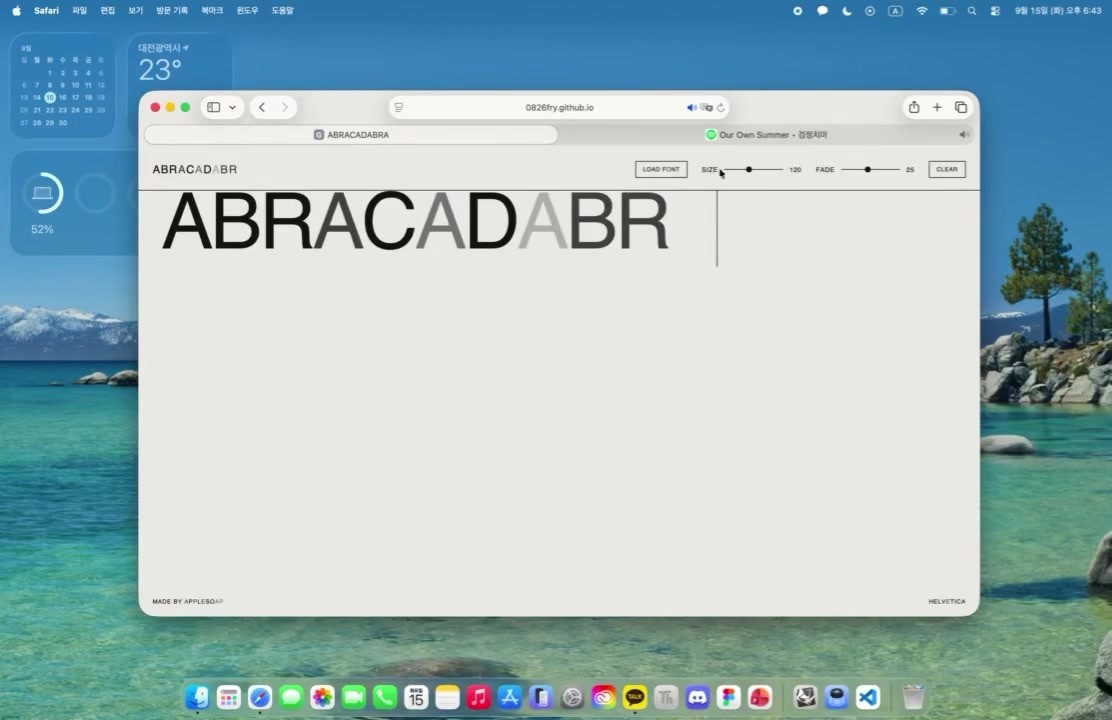 Safari 파일 편집 보기 방문 기록 북마크 윈도우 도움말 A 9월 15일 (화) 오후 6:43
9월
일 월 화 수 목 금 토
1 2 3 4 5
6 7 8 9 10 11 12
13 14 15 16 17 18 19
20 21 22 23 24 25 26
27 28 29 30
대전광역시
23°
52%
0826fry.github.io
ABRACADABRA
Our Own Summer - 검정치마
ABRACADABR
LOAD FONT SIZE 120 FADE 25 CLEAR
ABRACADABR
MADE BY APPLESOAP
HELVETICA
15
TALK
Th